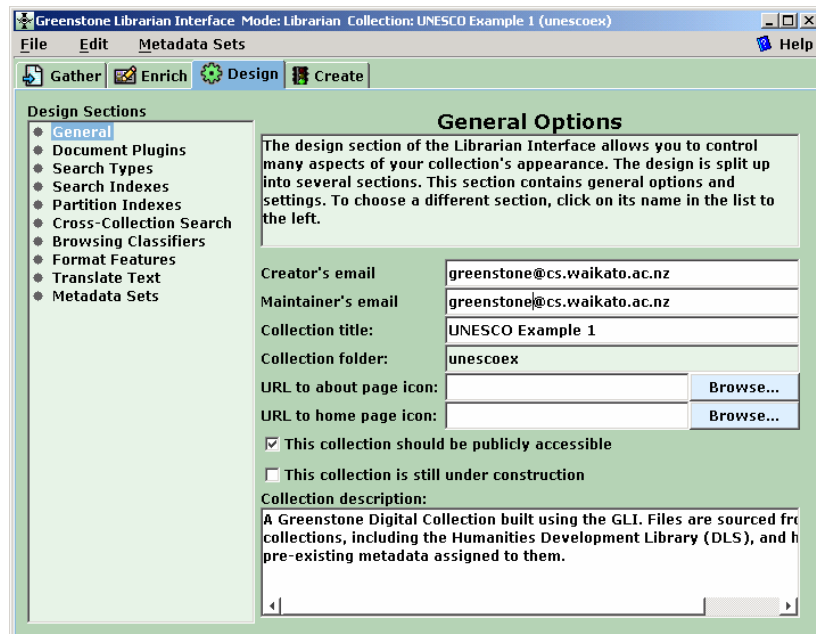 Greenstone Librarian Interface Mode: Librarian Collection: UNESCO Example 1 (unescoex)
File Edit Metadata Sets Help
Gather Enrich Design Create
Design Sections
General
Document Plugins
Search Types
Search Indexes
Partition Indexes
Cross-Collection Search
Browsing Classifiers
Format Features
Translate Text
Metadata Sets
General Options
The design section of the Librarian Interface allows you to control
many aspects of your collection's appearance. The design is split up
into several sections. This section contains general options and
settings. To choose a different section, click on its name in the list to
the left.
Creator's email greenstone@cs.waikato.ac.nz
Maintainer's email greenstone@cs.waikato.ac.nz
Collection title: UNESCO Example 1
Collection folder: unescoex
URL to about page icon: Browse...
URL to home page icon: Browse...
This collection should be publicly accessible
This collection is still under construction
Collection description:
A Greenstone Digital Collection built using the GLI. Files are sourced fro
collections, including the Humanities Development Library (DLS), and h
pre-existing metadata assigned to them.